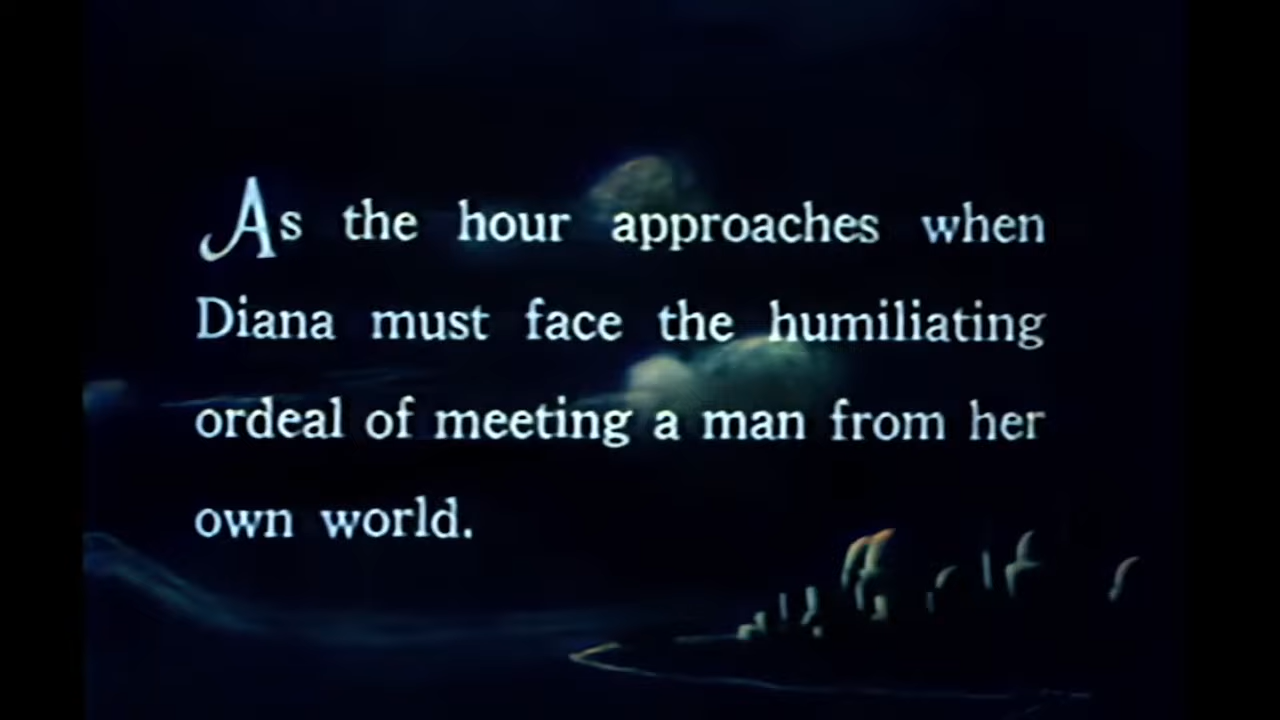 As the hour approaches when
Diana must face the humiliating
ordeal of meeting a man from her
own world.